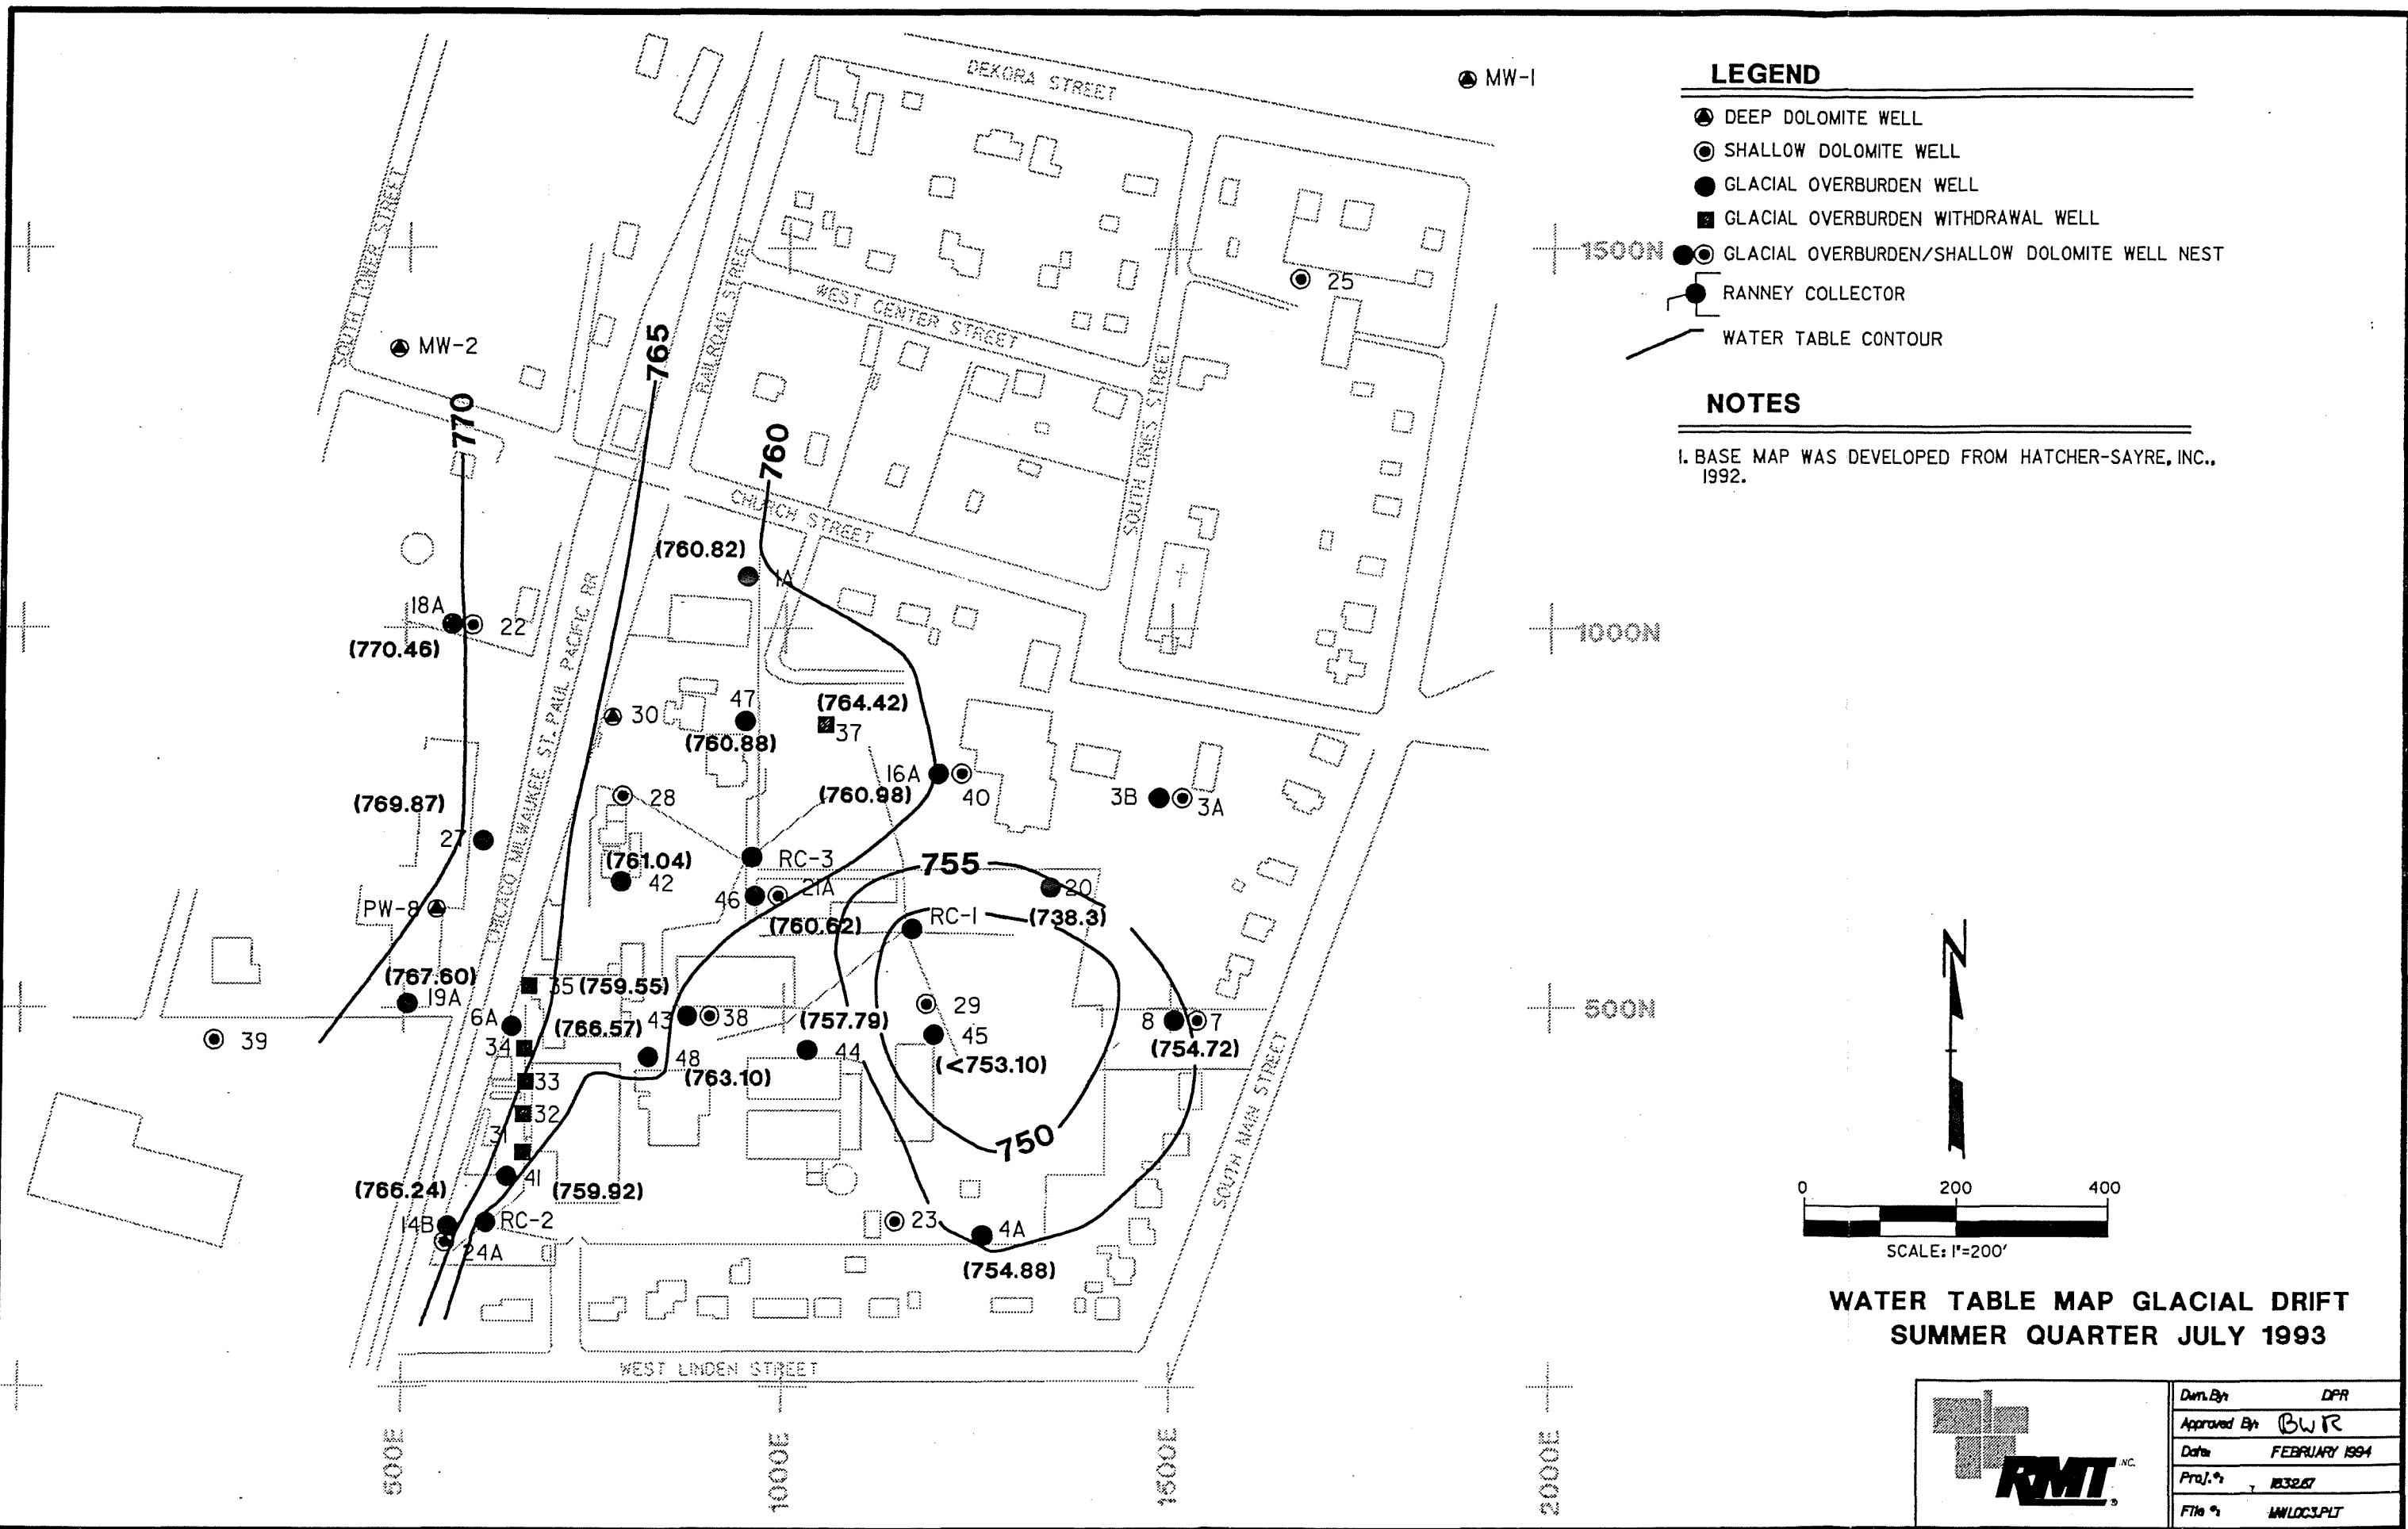 DEKORA STREET
MW-1
LEGEND
DEEP DOLOMITE WELL
SHALLOW DOLOMITE WELL
GLACIAL OVERBURDEN WELL
GLACIAL OVERBURDEN WITHDRAWAL WELL
GLACIAL OVERBURDEN/SHALLOW DOLOMITE WELL NEST
RANNEY COLLECTOR
WATER TABLE CONTOUR
NOTES
1. BASE MAP WAS DEVELOPED FROM HATCHER-SAYRE, INC.,
1992.
1500N
25
SOUTH TOWER STREET
RAILROAD STREET
WEST CENTER STREET
SOUTH ONES STREET
MW-2
770
765
760
CHURCH STREET
(760.82)
1A
18A
22
(770.46)
1000N
CHICACO MILWAUKEE ST. PAUL PACIFIC RR
30
47
(760.88)
(764.42)
37
16A
40
(760.98)
3B
3A
28
(769.87)
27
(761.04)
42
RC-3
755
46
21A
(760.62)
20
(738.3)
RC-1
PW-8
(767.60)
19A
35 (759.55)
6A
(766.57)
43
38
(757.79)
29
500N
39
34
48
(763.10)
44
45
(<753.10)
8
7
(754.72)
33
32
31
750
SOUTH MAIN STREET
41
(759.92)
(766.24)
14B
RC-2
24A
23
4A
(754.88)
WEST LINDEN STREET
500E
1000E
1500E
2000E
N
0 200 400
SCALE: 1"=200'
WATER TABLE MAP GLACIAL DRIFT
SUMMER QUARTER JULY 1993
RMT INC.
Dwn. By: DPR
Approved By: BWR
Date: FEBRUARY 1994
Proj. #: 1832.67
File #: MWLOC3.PLT